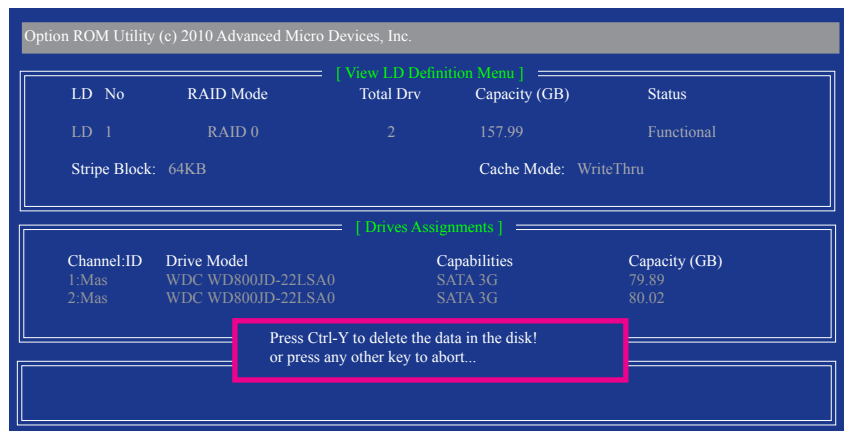 Option ROM Utility (c) 2010 Advanced Micro Devices, Inc.
[ View LD Definition Menu ]
LD No RAID Mode Total Drv Capacity (GB) Status
LD 1 RAID 0 2 157.99 Functional
Stripe Block: 64KB Cache Mode: WriteThru
[ Drives Assignments ]
Channel:ID Drive Model Capabilities Capacity (GB)
1:Mas WDC WD800JD-22LSA0 SATA 3G 79.89
2:Mas WDC WD800JD-22LSA0 SATA 3G 80.02
Press Ctrl-Y to delete the data in the disk!
or press any other key to abort...